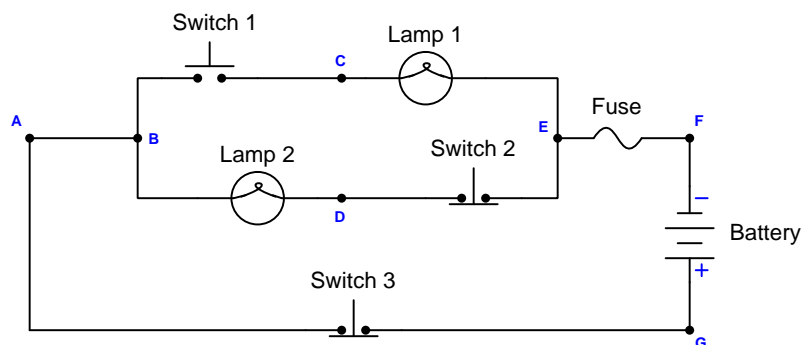 Switch 1
Lamp 1
C
A
B
E
Fuse
F
Lamp 2
Switch 2
D
−
Battery
+
Switch 3
G